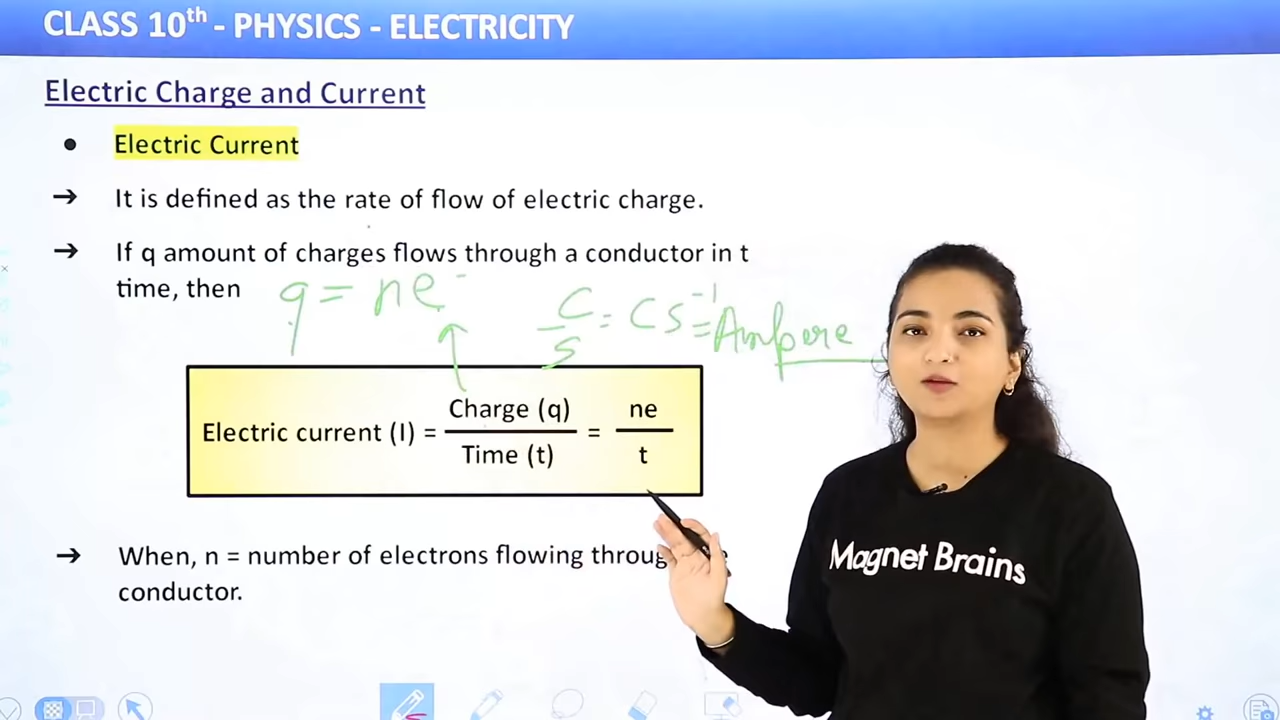 CLASS 10th - PHYSICS - ELECTRICITY
Electric Charge and Current
● Electric Current
➔ It is defined as the rate of flow of electric charge.
➔ If q amount of charges flows through a conductor in t
time, then
q = ne⁻
C/s = Cs⁻¹ = Ampere
Electric current (I) = Charge (q) / Time (t) = ne / t
➔ When, n = number of electrons flowing throug
conductor.
Magnet Brains